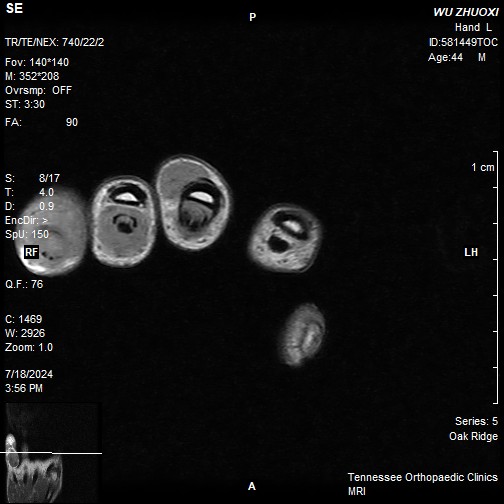 SE
P
WU ZHUOXI
Hand L
ID:581449TOC
Age:44 M
TR/TE/NEX: 740/22/2
Fov: 140*140
M: 352*208
Ovrsmp: OFF
ST: 3:30
FA: 90
1 cm
S: 8/17
T: 4.0
D: 0.9
EncDir: >
SpU: 150
RF
LH
Q.F.: 76
C: 1469
W: 2926
Zoom: 1.0
7/18/2024
3:56 PM
Series: 5
Oak Ridge
A
Tennessee Orthopaedic Clinics
MRI